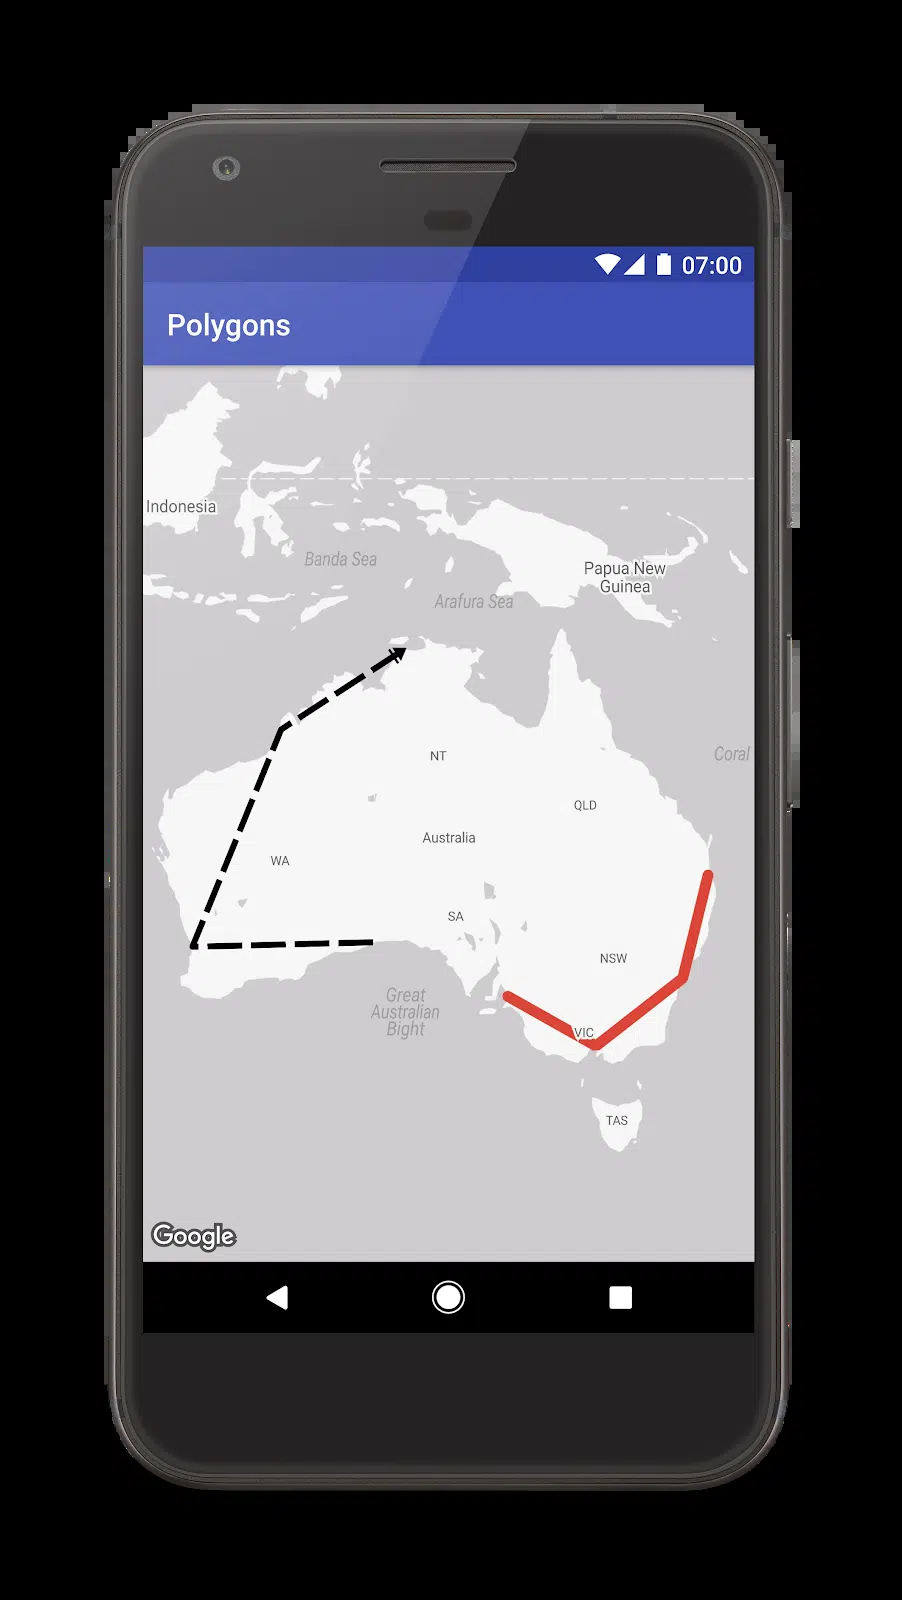 07:00
Polygons
Indonesia
Banda Sea
Papua New
Guinea
Arafura Sea
NT
Coral
QLD
Australia
WA
SA
NSW
Great
Australian
Bight
VIC
TAS
Google